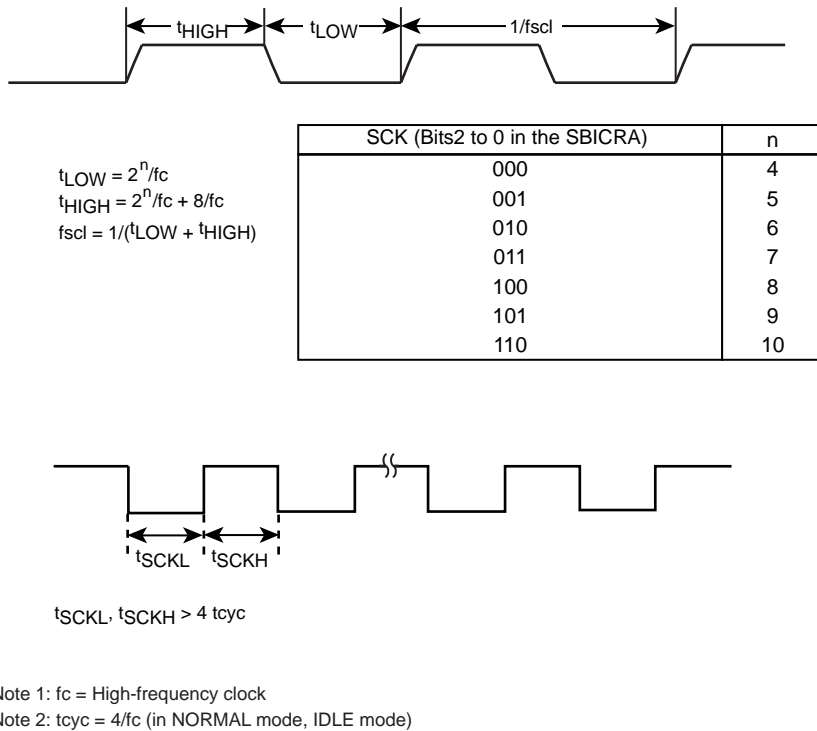 tHIGH tLOW 1/fscl
SCK (Bits2 to 0 in the SBICRA) n
000 4
001 5
010 6
011 7
100 8
101 9
110 10
tLOW = 2^n/fc
tHIGH = 2^n/fc + 8/fc
fscl = 1/(tLOW + tHIGH)
tSCKL tSCKH
tSCKL, tSCKH > 4 tcyc
Note 1: fc = High-frequency clock
Note 2: tcyc = 4/fc (in NORMAL mode, IDLE mode)